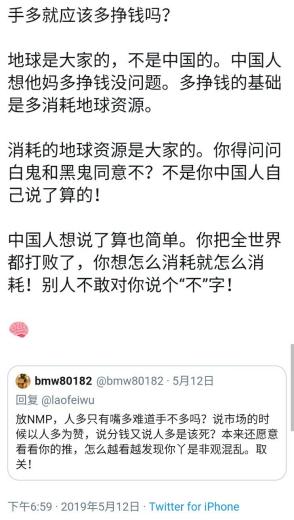 手多就应该多挣钱吗？
地球是大家的，不是中国的。中国人
想他妈多挣钱没问题。多挣钱的基础
是多消耗地球资源。
消耗的地球资源是大家的。你得问问
白鬼和黑鬼同意不？不是你中国人自
己说了算的！
中国人想说了算也简单。你把全世界
都打败了，你想怎么消耗就怎么消
耗！别人不敢对你说个“不”字！
bmw80182 @bmw80182 · 5月12日
回复 @laofeiwu
放NMP，人多只有嘴多难道手不多吗？说市场的时
候以人多为赞，说分钱又说人多是该死？本来还愿意
看看你的推，怎么越看越发现你丫是非观混乱。取
关！
下午6:59 · 2019年5月12日 · Twitter for iPhone